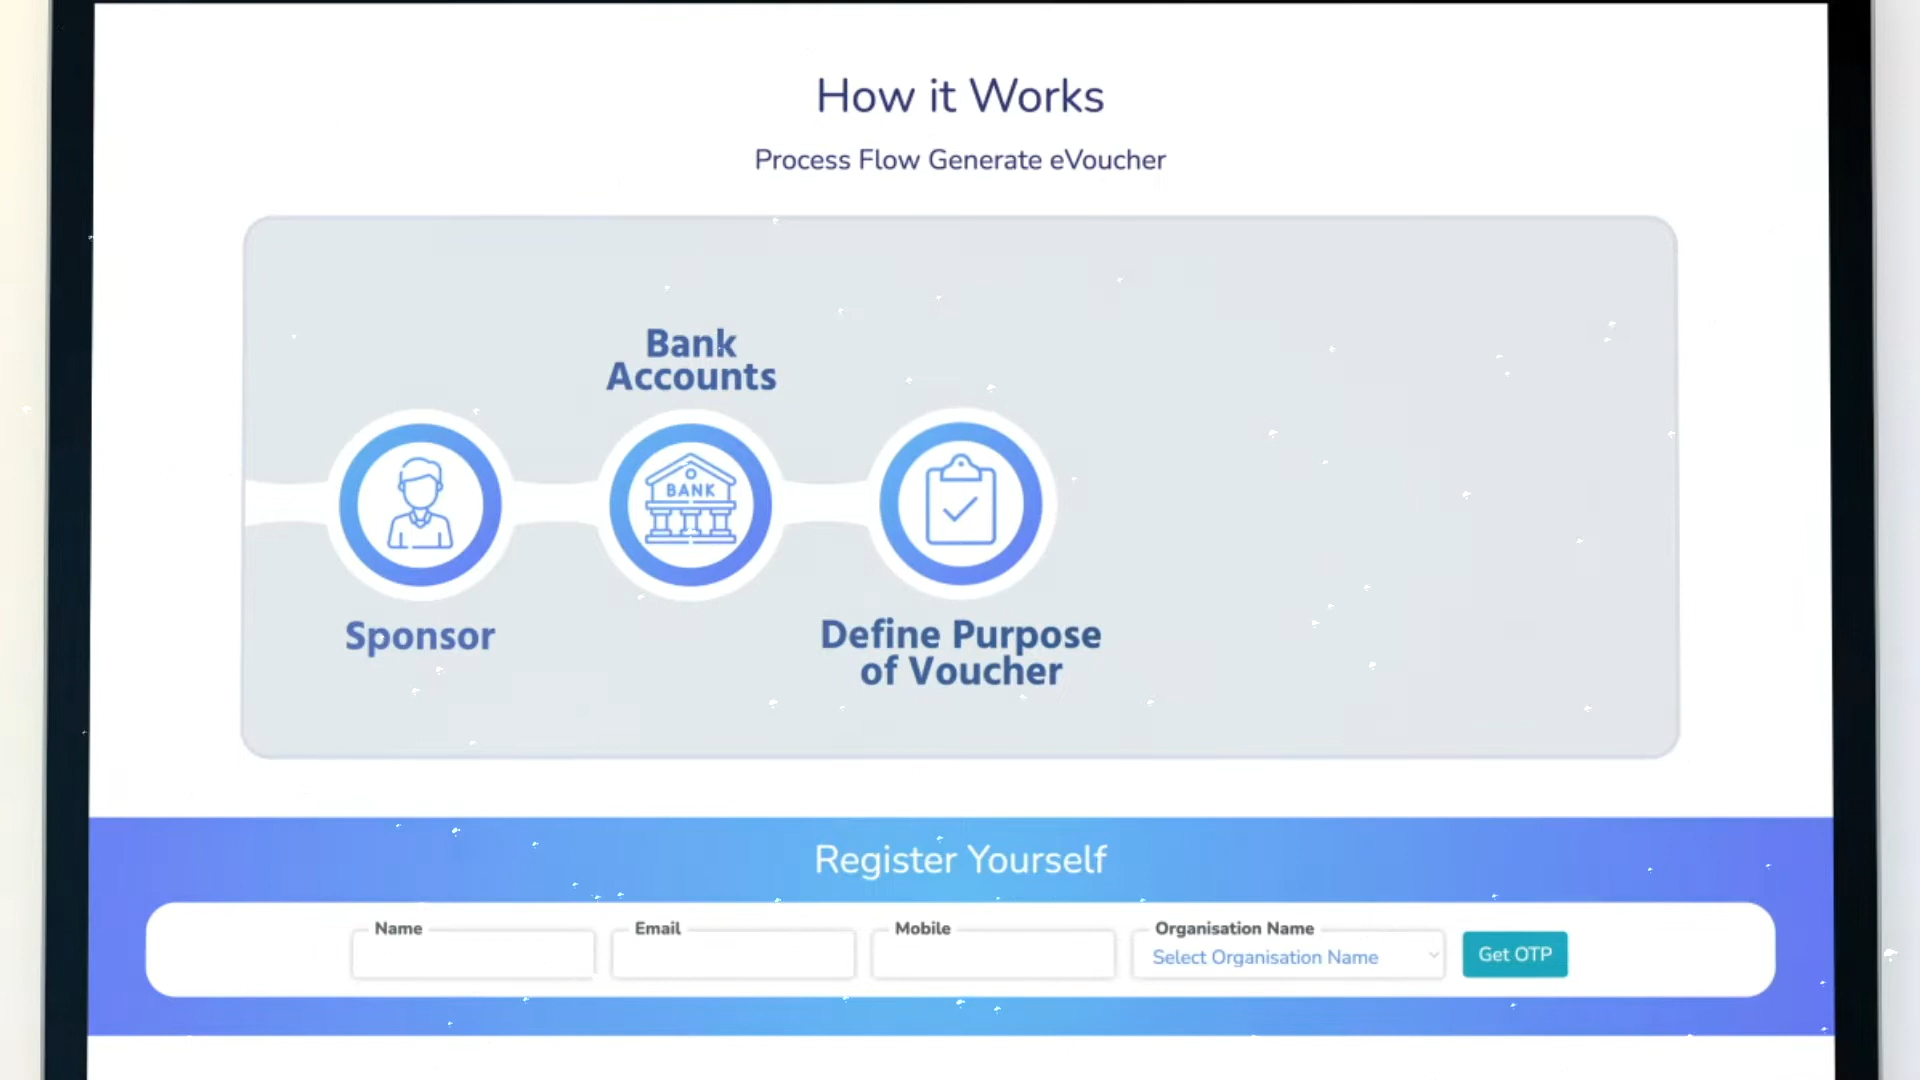 How it Works
Process Flow Generate eVoucher
Bank
Accounts
BANK
Sponsor
Define Purpose
of Voucher
Register Yourself
Name
Email
Mobile
Organisation Name
Select Organisation Name
Get OTP